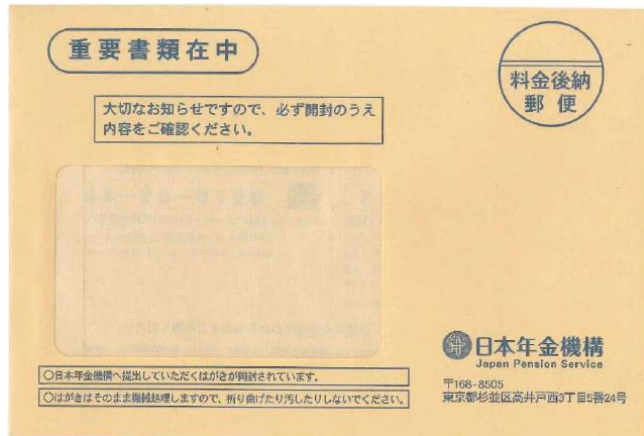 重要書類在中
料金後納
郵便
大切なお知らせですので、必ず開封のうえ
内容をご確認ください。
日本年金機構
Japan Pension Service
○日本年金機構へ提出していただくはがきが同封されています。
○はがきはそのまま機械処理しますので、折り曲げたり汚したりしないでください。
〒168-8505
東京都杉並区高井戸西3丁目5番24号